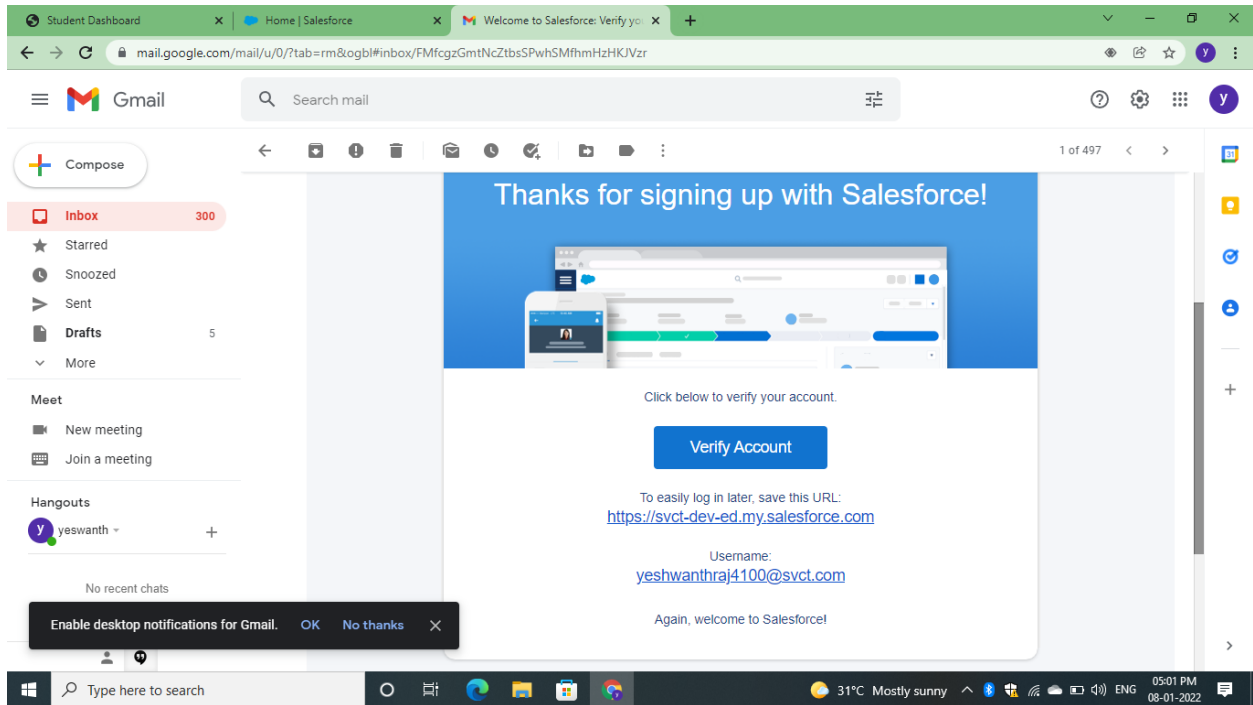 Student Dashboard
Home | Salesforce
Welcome to Salesforce: Verify you
mail.google.com/mail/u/0/?tab=rm&ogbl#inbox/FMfcgzGmtNcZtbsSPwhSMfhmHzHKJVzr
y
Gmail
Search mail
y
Compose
1 of 497
31
Inbox 300
Starred
Snoozed
Sent
Drafts 5
More
Meet
New meeting
Join a meeting
Hangouts
y yeswanth
No recent chats
Thanks for signing up with Salesforce!
Click below to verify your account.
Verify Account
To easily log in later, save this URL:
https://svct-dev-ed.my.salesforce.com
Username:
yeshwanthraj4100@svct.com
Again, welcome to Salesforce!
Enable desktop notifications for Gmail. OK No thanks
Type here to search
31°C Mostly sunny
ENG
05:01 PM
08-01-2022